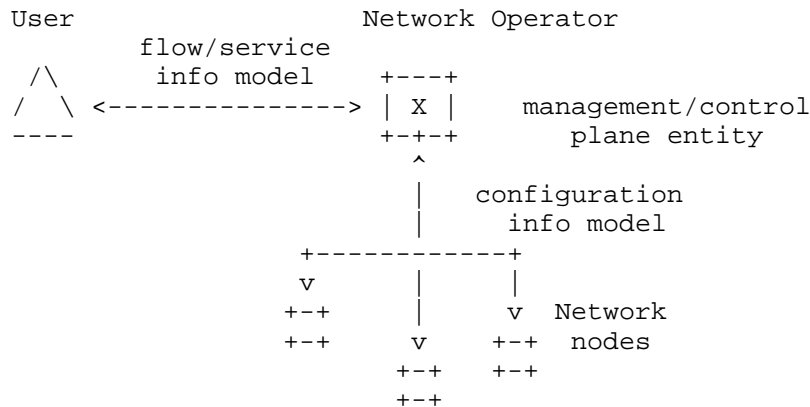 User                    Network Operator
         flow/service
  /\      info model     +---+
 /  \ <---------------> | X |    management/control
 ----                    +-+-+       plane entity
                           ^
                           |   configuration
                           |     info model
                    +------------+
                    v      |     |
                   +-+     |     v  Network
                   +-+     v    +-+  nodes
                          +-+   +-+
                          +-+